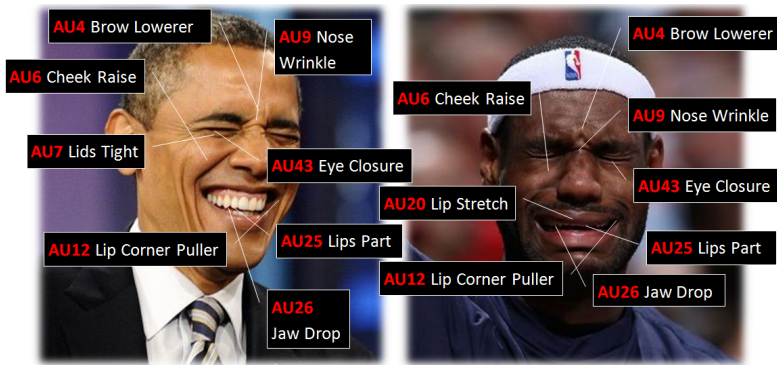 AU4 Brow Lowerer
AU9 Nose
Wrinkle
AU6 Cheek Raise
AU7 Lids Tight
AU43 Eye Closure
AU12 Lip Corner Puller
AU25 Lips Part
AU26
Jaw Drop
AU4 Brow Lowerer
AU6 Cheek Raise
AU9 Nose Wrinkle
AU43 Eye Closure
AU20 Lip Stretch
AU25 Lips Part
AU12 Lip Corner Puller
AU26 Jaw Drop